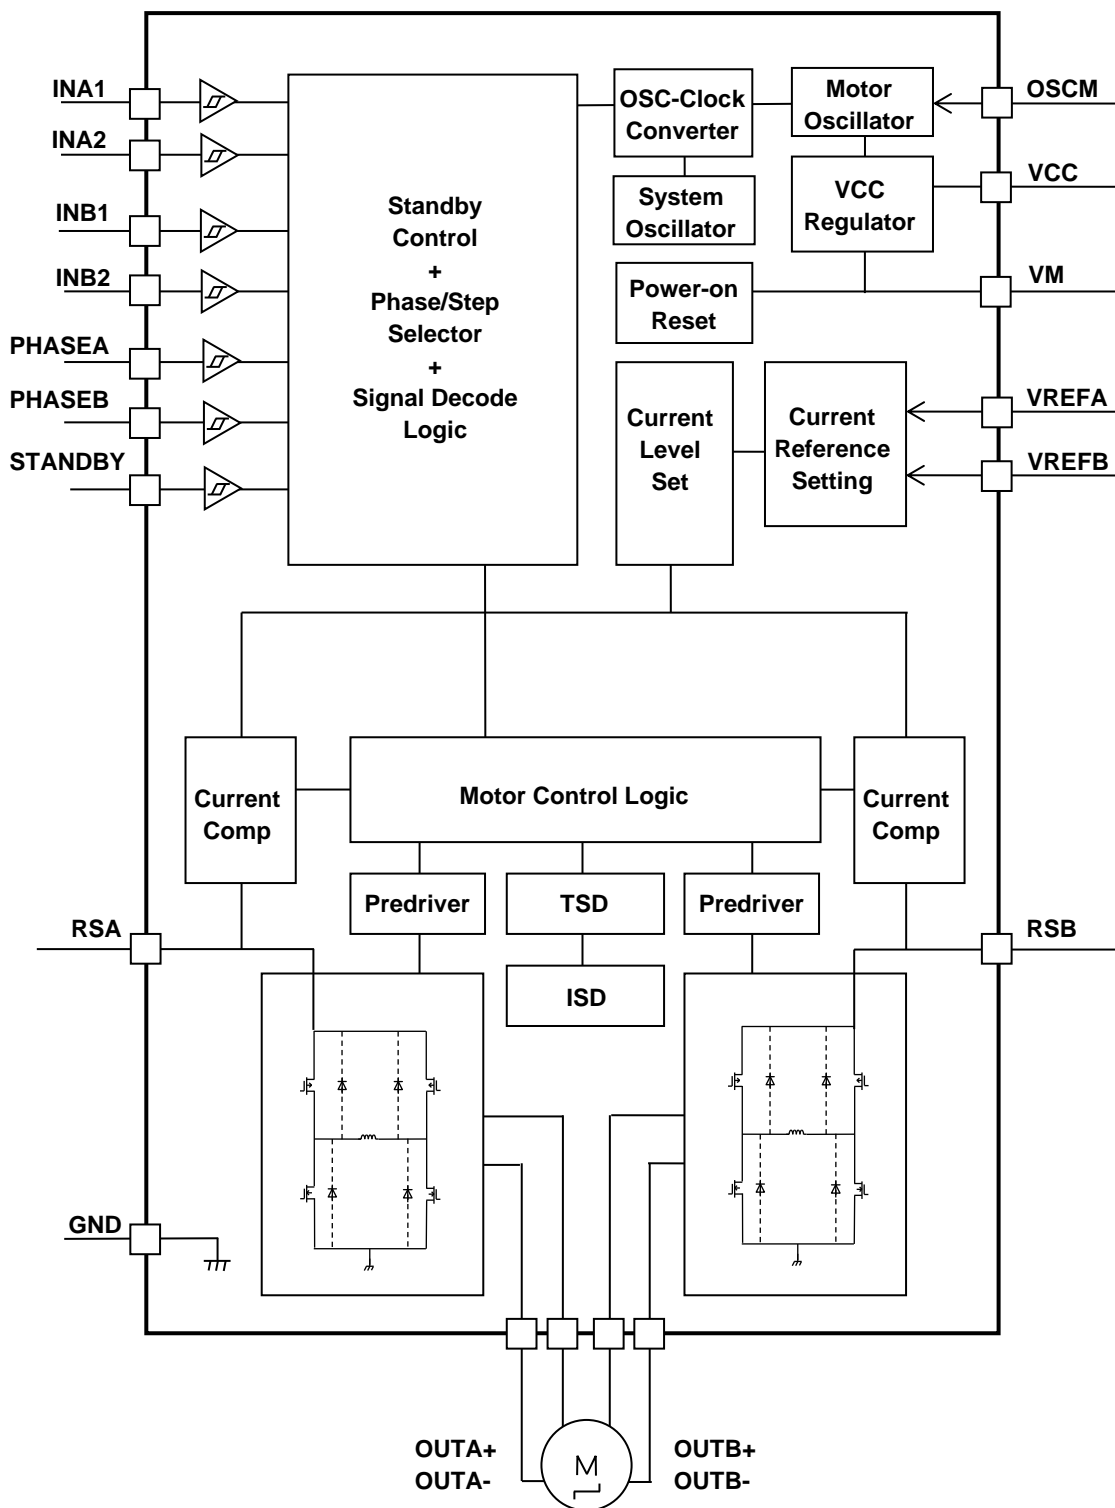 INA1
INA2
INB1
INB2
PHASEA
PHASEB
STANDBY
Standby
Control
+
Phase/Step
Selector
+
Signal Decode
Logic
OSC-Clock
Converter
Motor
Oscillator
System
Oscillator
VCC
Regulator
Power-on
Reset
Current
Level
Set
Current
Reference
Setting
OSCM
VCC
VM
VREFA
VREFB
Current
Comp
Motor Control Logic
Current
Comp
Predriver
TSD
Predriver
ISD
RSA
RSB
GND
OUTA+
OUTA-
M
OUTB+
OUTB-